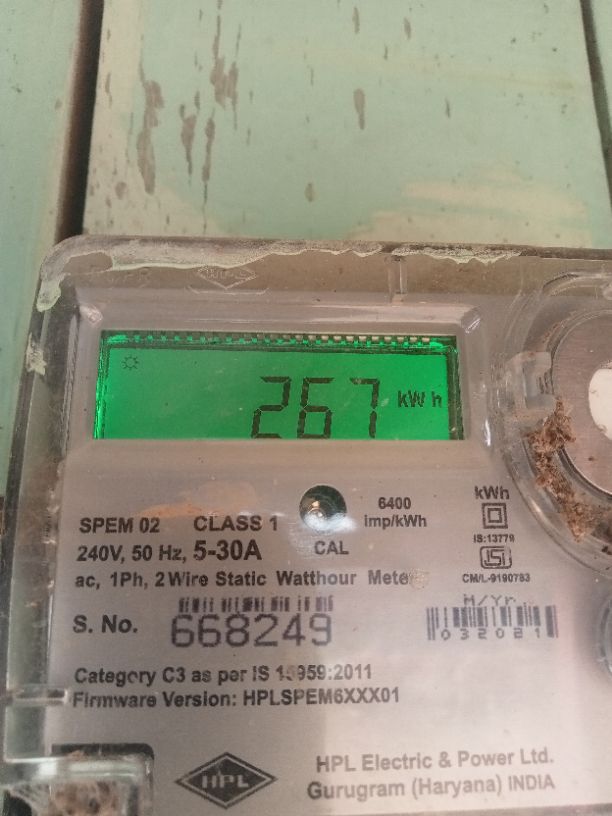 HPL
267 kWh
SPEM 02 CLASS 1
6400 imp/kWh
kWh
240V, 50 Hz, 5-30A
CAL
IS:13779
ISI
CM/L-9190783
ac, 1Ph, 2 Wire Static Watthour Meter
M/Yr
S. No. 668249
032021
Category C3 as per IS 15959:2011
Firmware Version: HPLSPEM6XXX01
HPL
HPL Electric & Power Ltd.
Gurugram (Haryana) INDIA